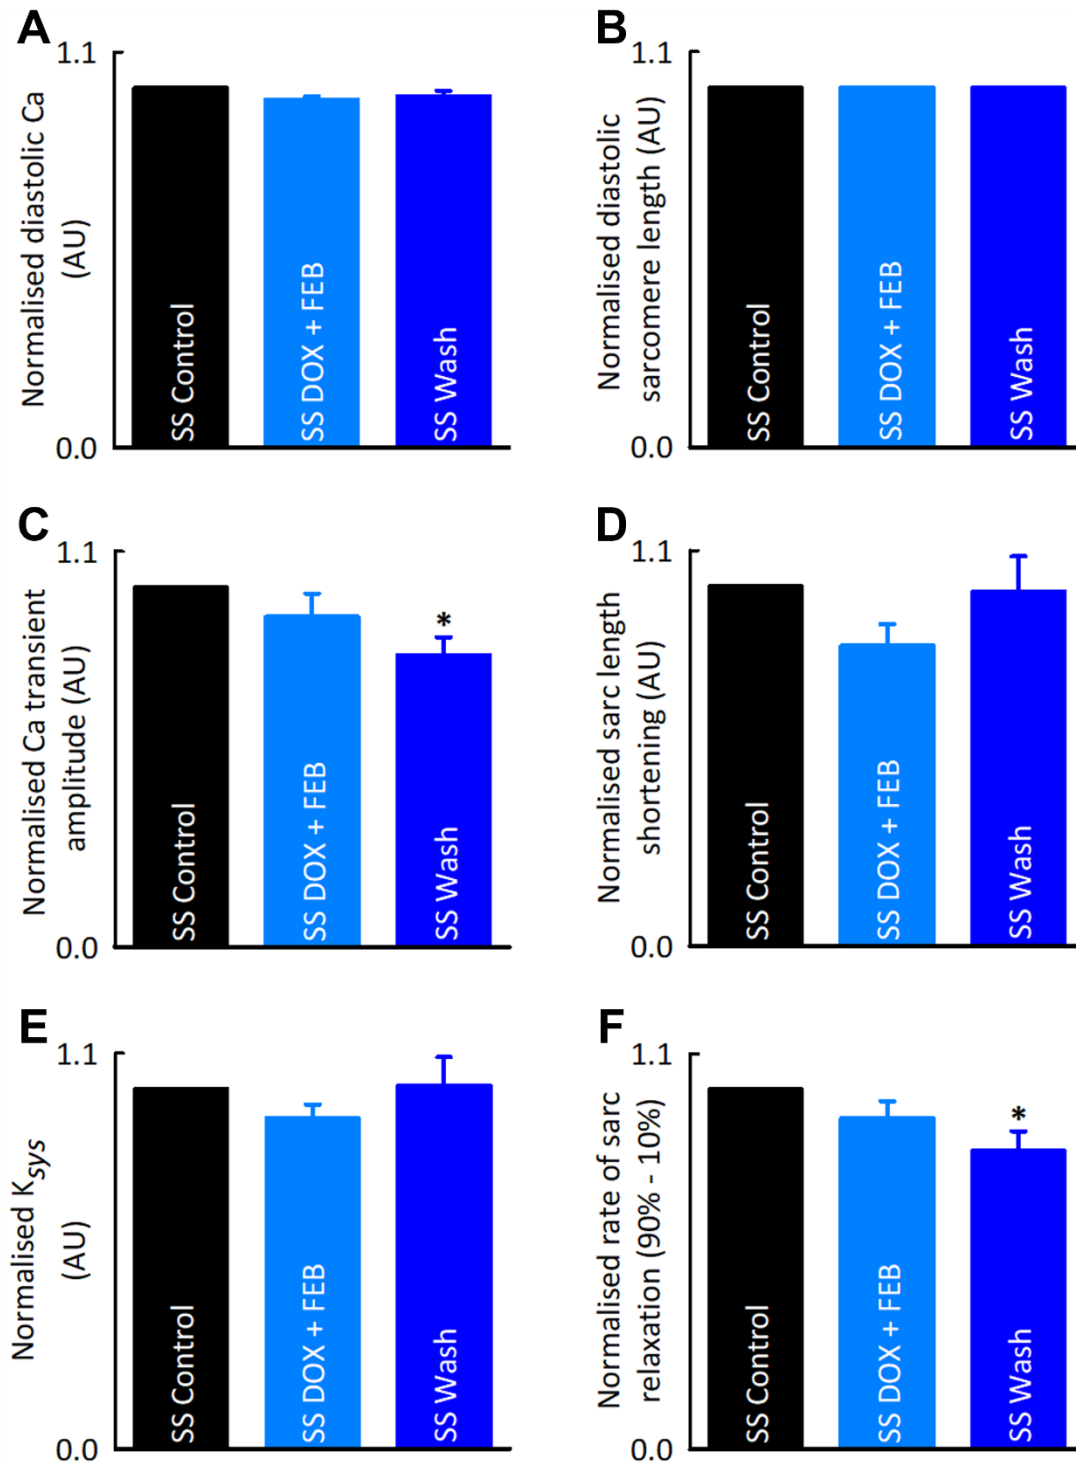 A
1.1
Normalised diastolic Ca
(AU)
SS Control
SS DOX + FEB
SS Wash
0.0
B
1.1
Normalised diastolic
sarcomere length (AU)
SS Control
SS DOX + FEB
SS Wash
0.0
C
1.1
Normalised Ca transient
amplitude (AU)
SS Control
SS DOX + FEB
*
SS Wash
0.0
D
1.1
Normalised sarc length
shortening (AU)
SS Control
SS DOX + FEB
SS Wash
0.0
E
1.1
Normalised Ksys
(AU)
SS Control
SS DOX + FEB
SS Wash
0.0
F
1.1
Normalised rate of sarc
relaxation (90% - 10%)
SS Control
SS DOX + FEB
*
SS Wash
0.0